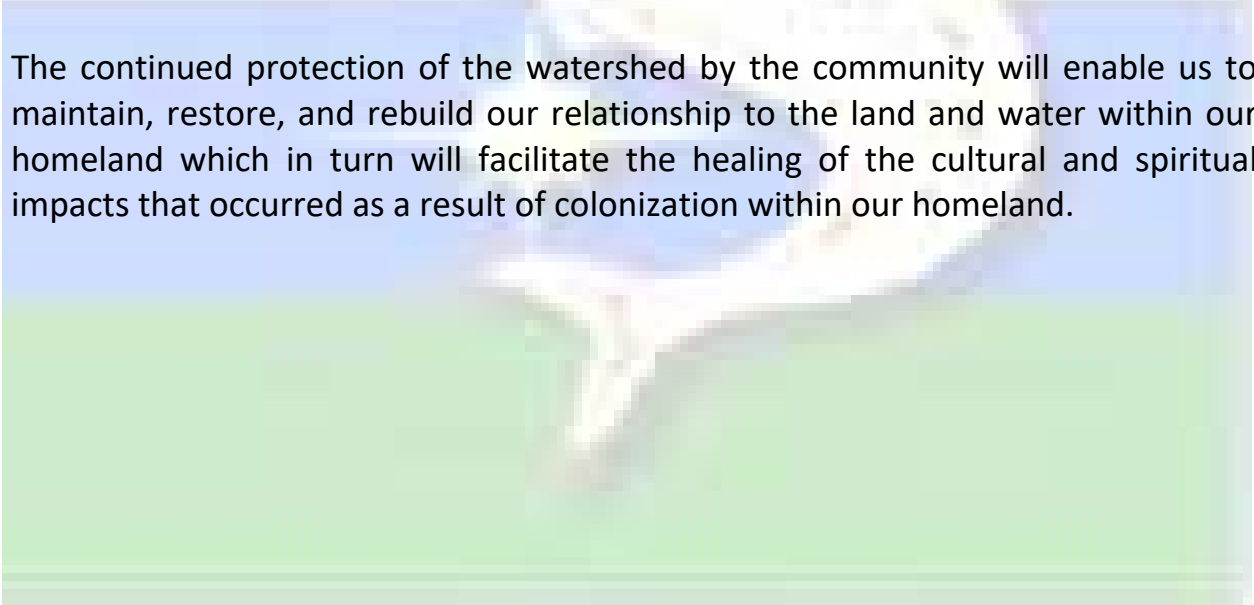 The continued protection of the watershed by the community will enable us to
maintain, restore, and rebuild our relationship to the land and water within our
homeland which in turn will facilitate the healing of the cultural and spiritual
impacts that occurred as a result of colonization within our homeland.